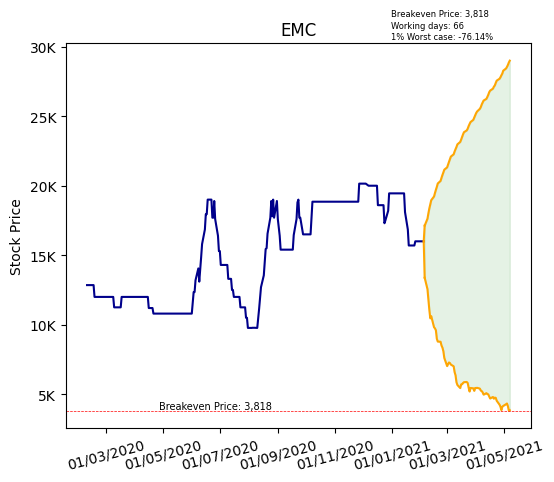 Breakeven Price: 3,818
Working days: 66
1% Worst case: -76.14%
EMC
Stock Price
30K
25K
20K
15K
10K
5K
Breakeven Price: 3,818
01/03/2020
01/05/2020
01/07/2020
01/09/2020
01/11/2020
01/01/2021
01/03/2021
01/05/2021